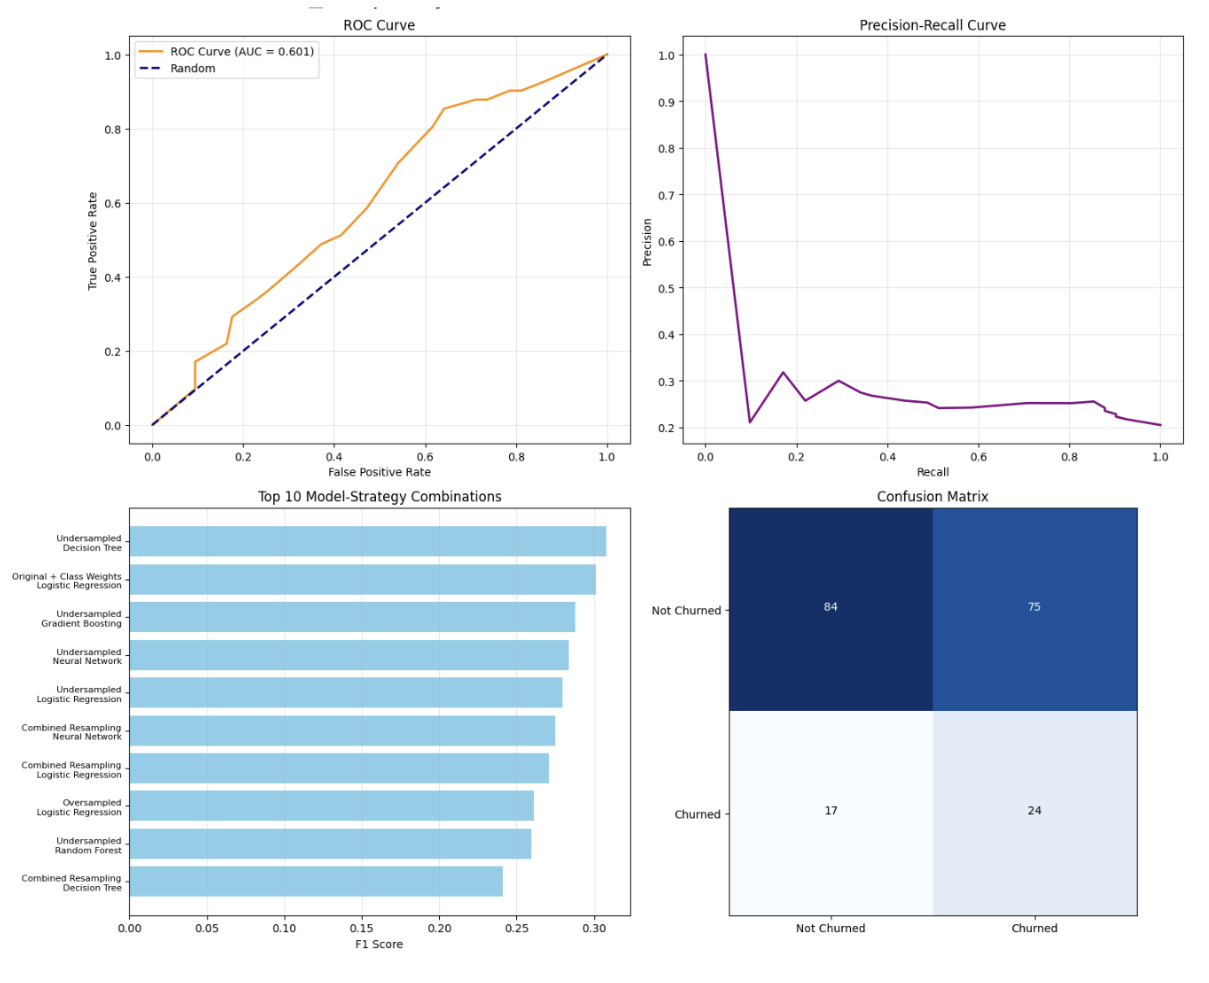 ROC Curve
ROC Curve (AUC = 0.601)
Random
1.0
0.8
0.6
0.4
0.2
0.0
True Positive Rate
0.0 0.2 0.4 0.6 0.8 1.0
False Positive Rate
Precision-Recall Curve
1.0
0.9
0.8
0.7
0.6
0.5
0.4
0.3
0.2
Precision
0.0 0.2 0.4 0.6 0.8 1.0
Recall
Top 10 Model-Strategy Combinations
Undersampled
Decision Tree
Original + Class Weights
Logistic Regression
Undersampled
Gradient Boosting
Undersampled
Neural Network
Undersampled
Logistic Regression
Combined Resampling
Neural Network
Combined Resampling
Logistic Regression
Oversampled
Logistic Regression
Undersampled
Random Forest
Combined Resampling
Decision Tree
0.00 0.05 0.10 0.15 0.20 0.25 0.30
F1 Score
Confusion Matrix
Not Churned
84 75
Churned
17 24
Not Churned Churned